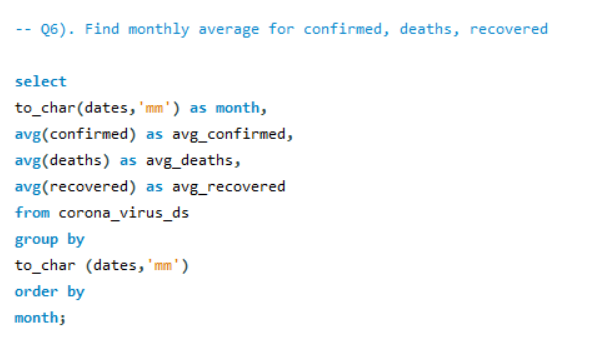 -- Q6). Find monthly average for confirmed, deaths, recovered
select
to_char(dates,'mm') as month,
avg(confirmed) as avg_confirmed,
avg(deaths) as avg_deaths,
avg(recovered) as avg_recovered
from corona_virus_ds
group by
to_char (dates,'mm')
order by
month;